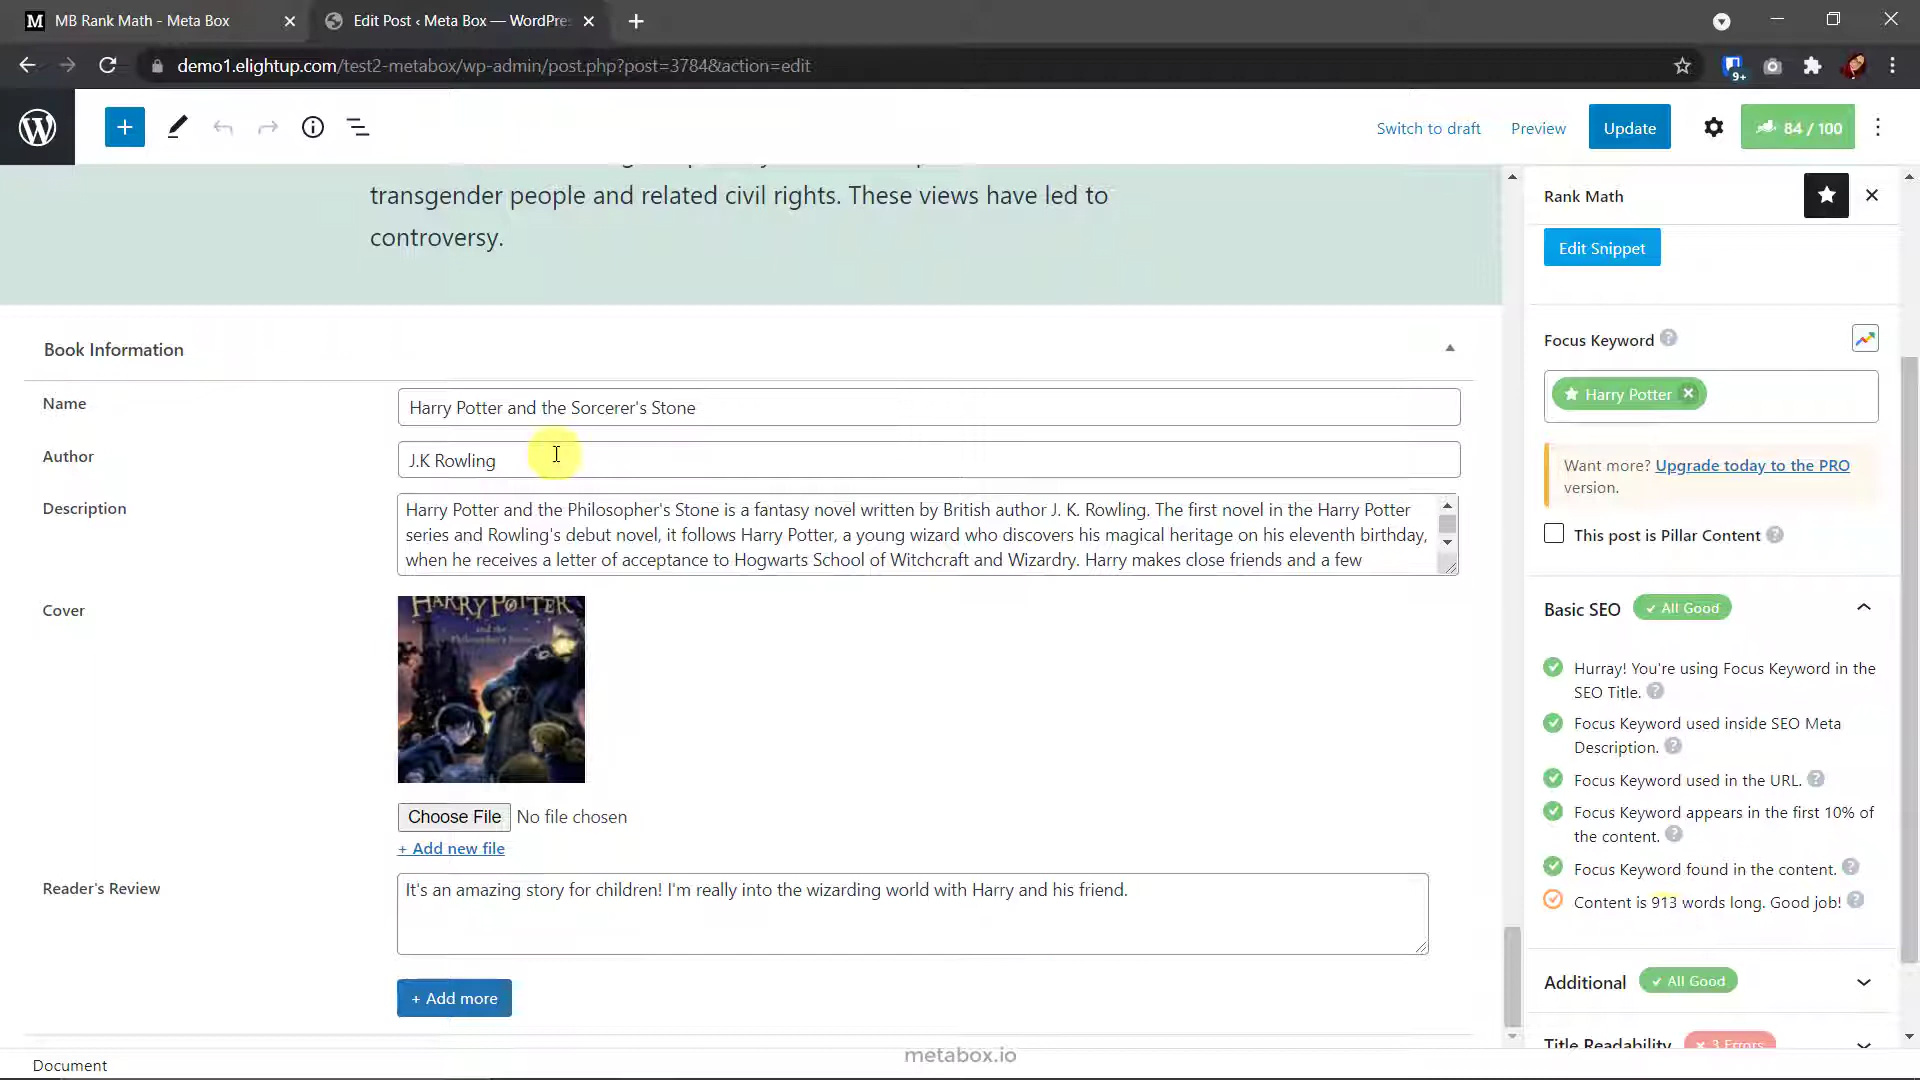 M MB Rank Math - Meta Box
Edit Post ‹ Meta Box — WordPre
demo1.elightup.com/test2-metabox/wp-admin/post.php?post=3784&action=edit
9+
Switch to draft
Preview
Update
84 / 100
transgender people and related civil rights. These views have led to
controversy.
Book Information
Name
Harry Potter and the Sorcerer's Stone
Author
J.K Rowling
Description
Harry Potter and the Philosopher's Stone is a fantasy novel written by British author J. K. Rowling. The first novel in the Harry Potter
series and Rowling's debut novel, it follows Harry Potter, a young wizard who discovers his magical heritage on his eleventh birthday,
when he receives a letter of acceptance to Hogwarts School of Witchcraft and Wizardry. Harry makes close friends and a few
Cover
HARRY POTTER
and the
Philosopher's Stone
Choose File No file chosen
+ Add new file
Reader's Review
It's an amazing story for children! I'm really into the wizarding world with Harry and his friend.
+ Add more
Document
metabox.io
Rank Math
Edit Snippet
Focus Keyword
Harry Potter
Want more? Upgrade today to the PRO
version.
This post is Pillar Content
Basic SEO All Good
Hurray! You're using Focus Keyword in the
SEO Title.
Focus Keyword used inside SEO Meta
Description.
Focus Keyword used in the URL.
Focus Keyword appears in the first 10% of
the content.
Focus Keyword found in the content.
Content is 913 words long. Good job!
Additional All Good
Title Readability × 3 Errors